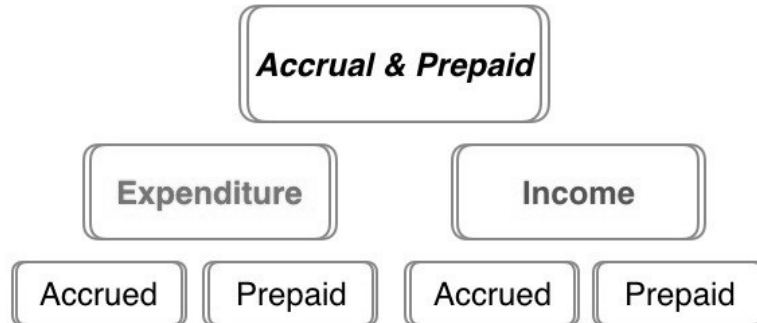 Accrual & Prepaid
Expenditure
Income
Accrued
Prepaid
Accrued
Prepaid